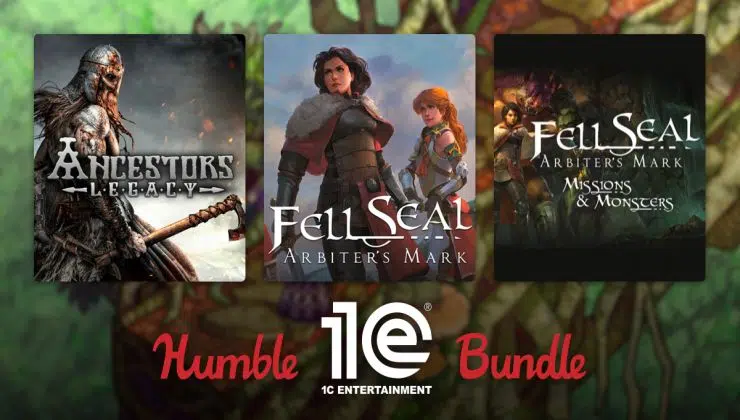 ANCESTORS
LEGACY
FELL SEAL
ARBITER'S MARK
FELL SEAL
ARBITER'S MARK
MISSIONS
& MONSTERS
Humble 1C® Bundle
1C ENTERTAINMENT